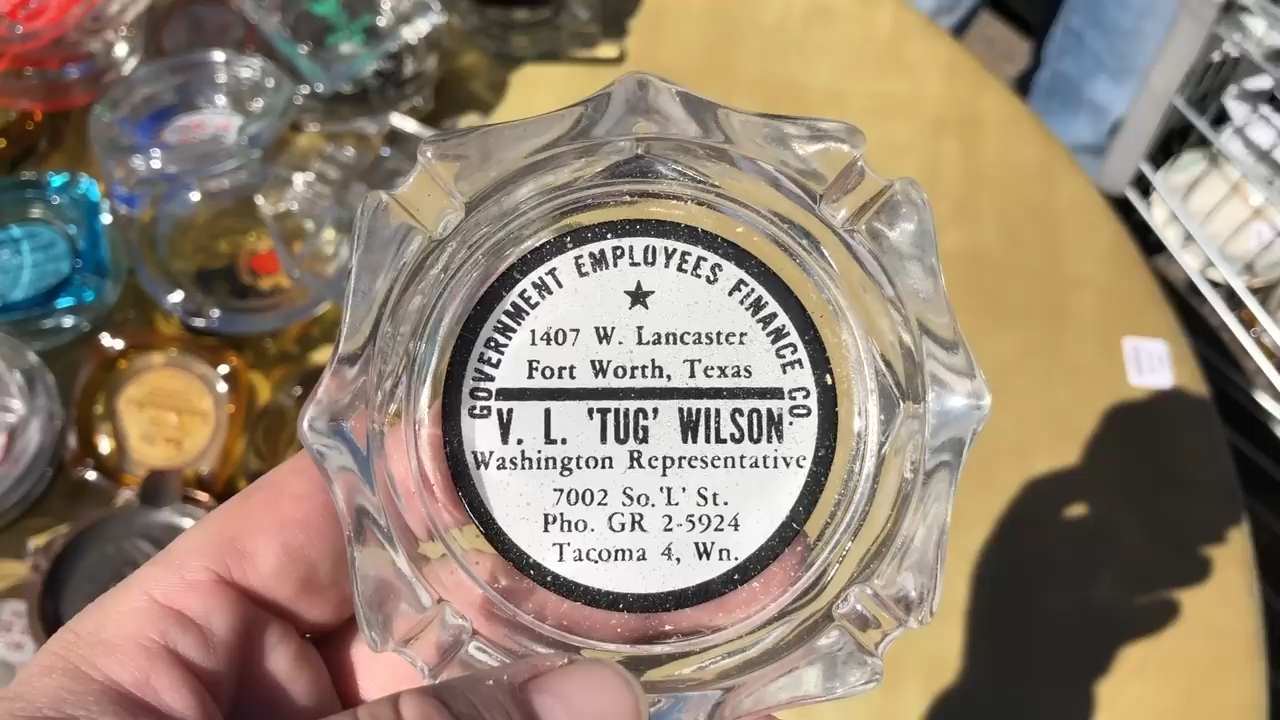 GOVERNMENT EMPLOYEES FINANCE CO.
1407 W. Lancaster
Fort Worth, Texas
V. L. 'TUG' WILSON
Washington Representative
7002 So. 'L' St.
Pho. GR 2-5924
Tacoma 4, Wn.